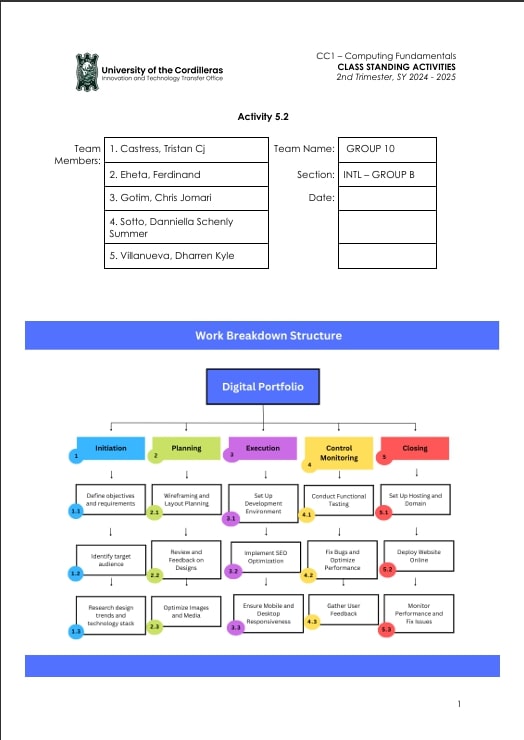 University of the Cordilleras
Innovation and Technology Transfer Office
CC1 – Computing Fundamentals
CLASS STANDING ACTIVITIES
2nd Trimester, SY 2024 - 2025
Activity 5.2
Team Members:
1. Castress, Tristan Cj
2. Eheta, Ferdinand
3. Gotim, Chris Jomari
4. Sotto, Danniella Schenly
Summer
5. Villanueva, Dharren Kyle
Team Name: GROUP 10
Section: INTL – GROUP B
Date:
Work Breakdown Structure
Digital Portfolio
1 Initiation
2 Planning
3 Execution
4 Control
Monitoring
5 Closing
1.1 Define objectives
and requirements
2.1 Wireframing and
Layout Planning
3.1 Set Up
Development
Environment
4.1 Conduct Functional
Testing
5.1 Set Up Hosting and
Domain
1.2 Identify target
audience
2.2 Review and
Feedback on
Designs
3.2 Implement SEO
Optimization
4.2 Fix Bugs and
Optimize
Performance
5.2 Deploy Website
Online
1.3 Research design
trends and
technology stack
2.3 Optimize Images
and Media
3.3 Ensure Mobile and
Desktop
Responsiveness
4.3 Gather User
Feedback
5.3 Monitor
Performance and
Fix Issues
1